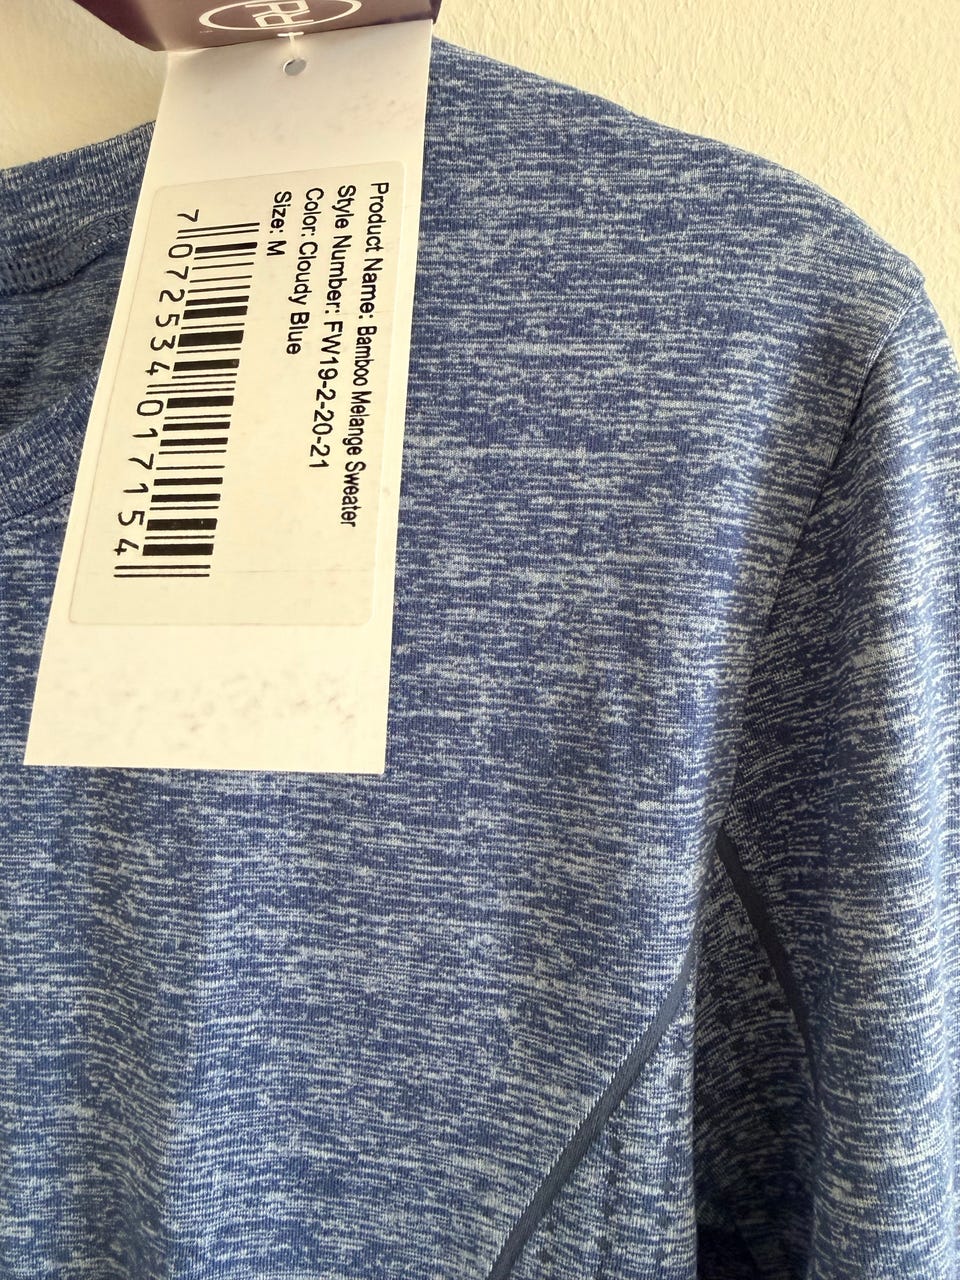 Product Name: Bamboo Melange Sweater
Style Number: FW19-2-20-21
Color: Cloudy Blue
Size: M
7 072534 017154